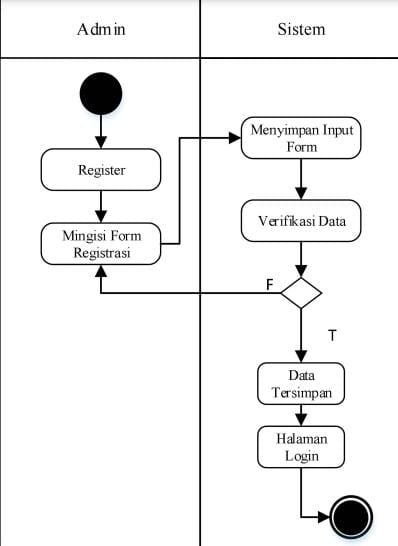 Admin
Sistem
Register
Mingisi Form
Registrasi
Menyimpan Input
Form
Verifikasi Data
F
T
Data
Tersimpan
Halaman
Login